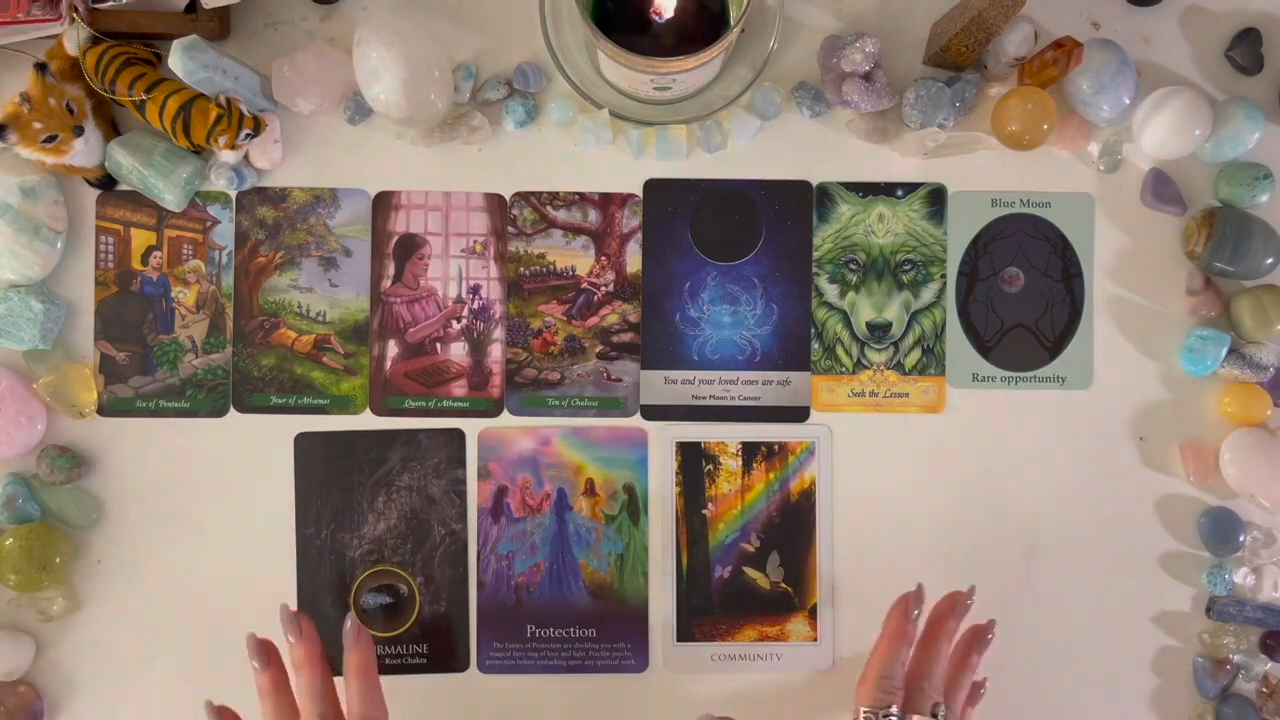 Six of Pentacles
Four of Athames
Queen of Athames
Ten of Chalices
You and your loved ones are safe
New Moon in Cancer
Seek the Lesson
Blue Moon
Rare opportunity
RMALINE
- Root Chakra
Protection
The Fairies of Protection are shielding you with a
magical fairy ring of love and light. Practise psychic
protection before embarking upon any spiritual work.
COMMUNITY